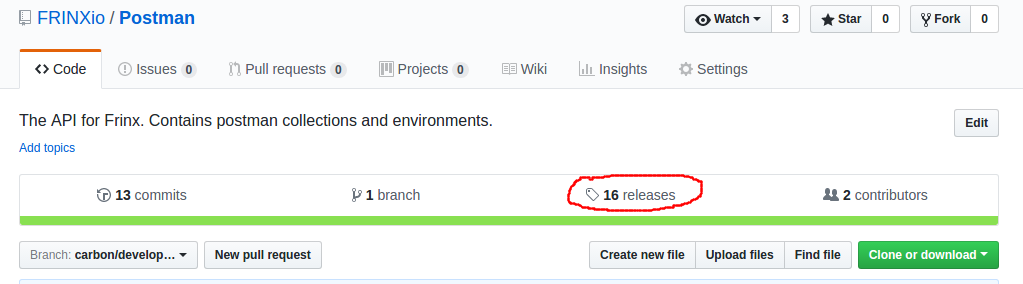 FRINXio / Postman
Watch 3 Star 0 Fork 0
Code Issues 0 Pull requests 0 Projects 0 Wiki Insights Settings
The API for Frinx. Contains postman collections and environments. Edit
Add topics
13 commits 1 branch 16 releases 2 contributors
Branch: carbon/develop… New pull request Create new file Upload files Find file Clone or download